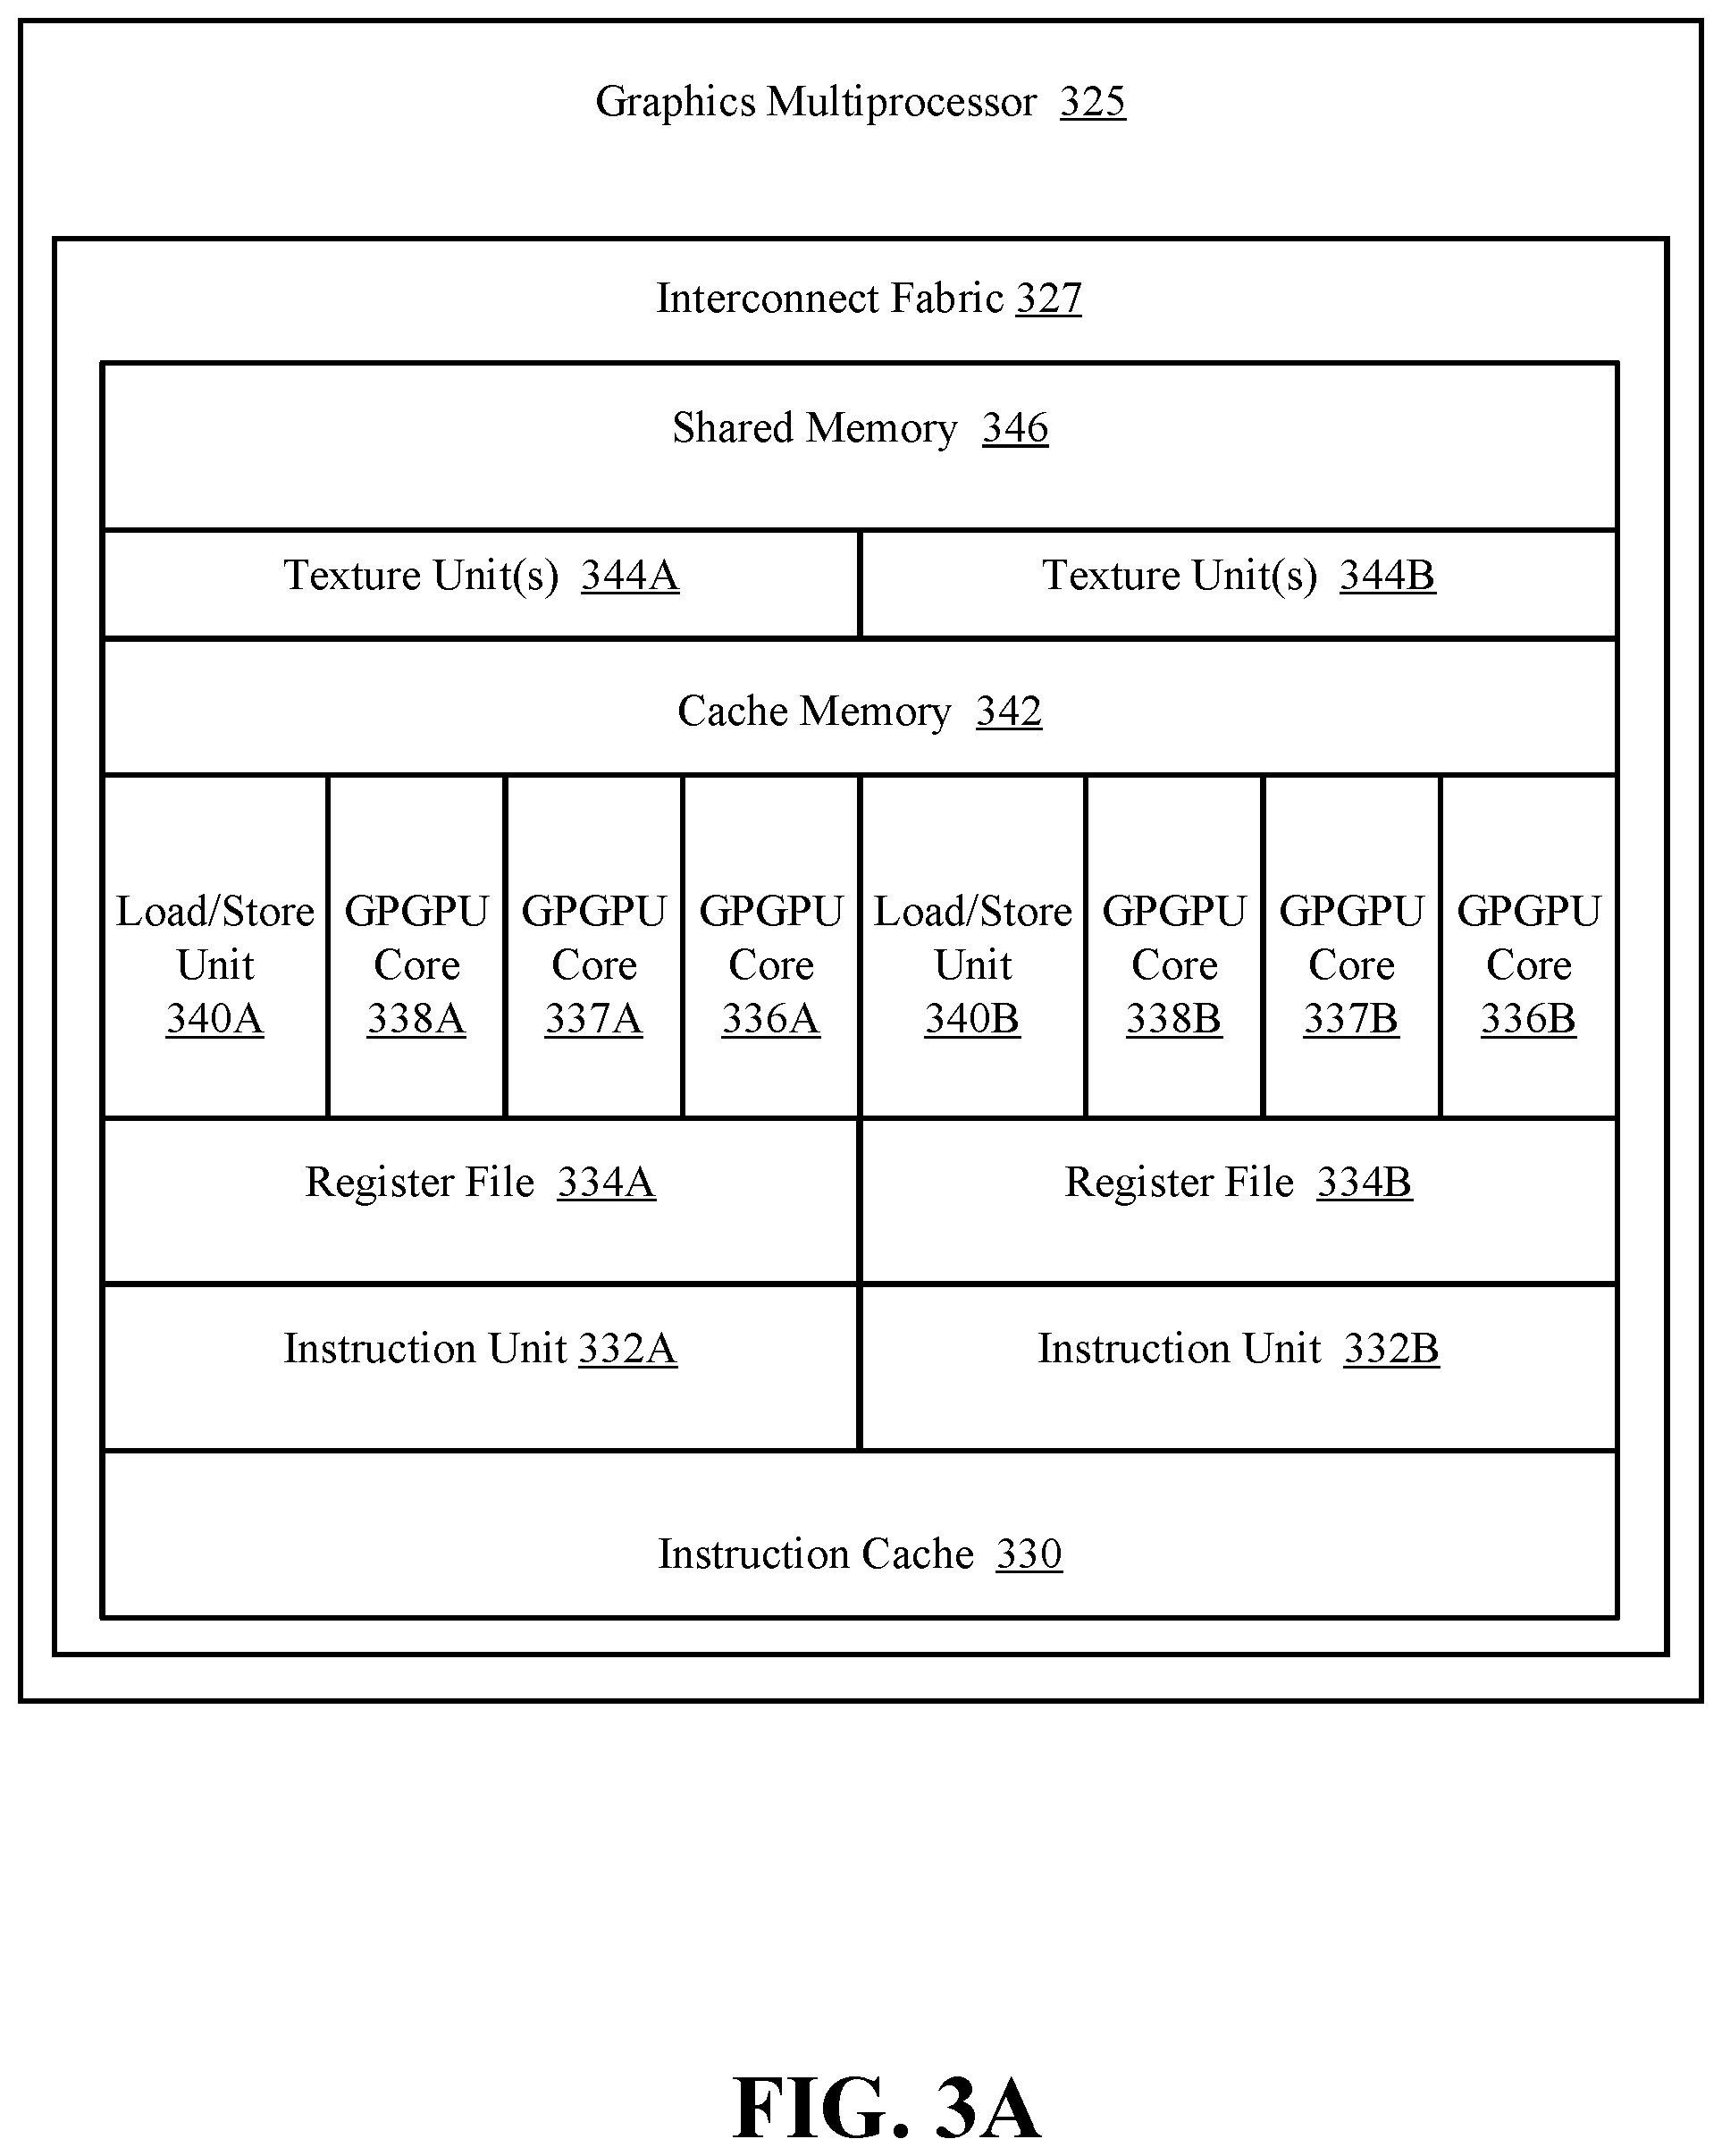 Graphics Multiprocessor 325
Interconnect Fabric 327
Shared Memory 346
Texture Unit(s) 344A
Texture Unit(s) 344B
Cache Memory 342
Load/Store
Unit
340A
GPGPU
Core
338A
GPGPU
Core
337A
GPGPU
Core
336A
Load/Store
Unit
340B
GPGPU
Core
338B
GPGPU
Core
337B
GPGPU
Core
336B
Register File 334A
Register File 334B
Instruction Unit 332A
Instruction Unit 332B
Instruction Cache 330
FIG. 3A